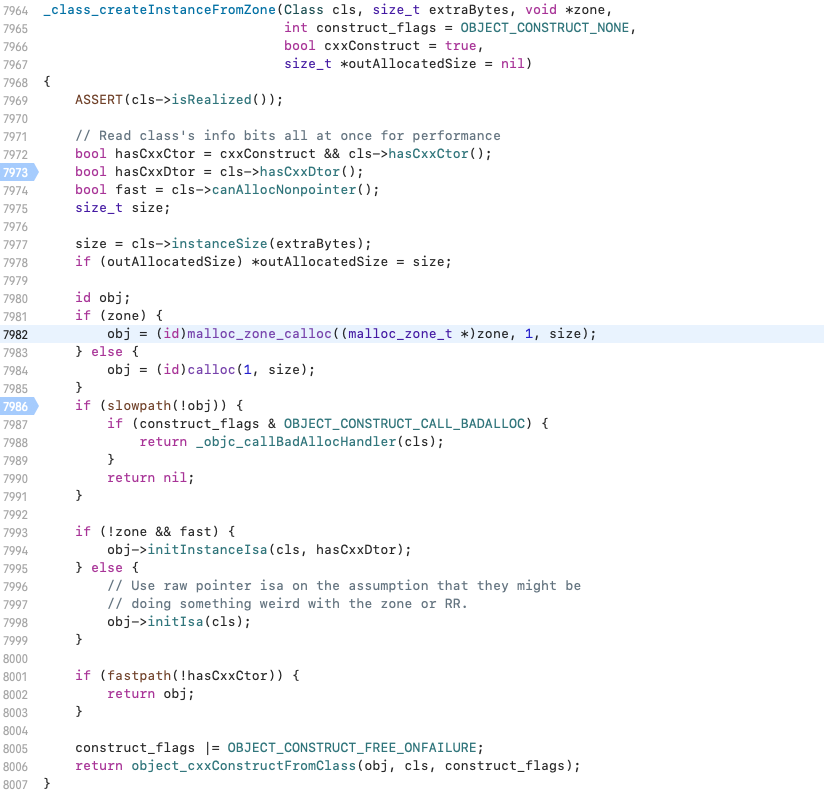 7964 _class_createInstanceFromZone(Class cls, size_t extraBytes, void *zone,
7965                               int construct_flags = OBJECT_CONSTRUCT_NONE,
7966                               bool cxxConstruct = true,
7967                               size_t *outAllocatedSize = nil)
7968 {
7969     ASSERT(cls->isRealized());
7970
7971     // Read class's info bits all at once for performance
7972     bool hasCxxCtor = cxxConstruct && cls->hasCxxCtor();
7973     bool hasCxxDtor = cls->hasCxxDtor();
7974     bool fast = cls->canAllocNonpointer();
7975     size_t size;
7976
7977     size = cls->instanceSize(extraBytes);
7978     if (outAllocatedSize) *outAllocatedSize = size;
7979
7980     id obj;
7981     if (zone) {
7982         obj = (id)malloc_zone_calloc((malloc_zone_t *)zone, 1, size);
7983     } else {
7984         obj = (id)calloc(1, size);
7985     }
7986     if (slowpath(!obj)) {
7987         if (construct_flags & OBJECT_CONSTRUCT_CALL_BADALLOC) {
7988             return _objc_callBadAllocHandler(cls);
7989         }
7990         return nil;
7991     }
7992
7993     if (!zone && fast) {
7994         obj->initInstanceIsa(cls, hasCxxDtor);
7995     } else {
7996         // Use raw pointer isa on the assumption that they might be
7997         // doing something weird with the zone or RR.
7998         obj->initIsa(cls);
7999     }
8000
8001     if (fastpath(!hasCxxCtor)) {
8002         return obj;
8003     }
8004
8005     construct_flags |= OBJECT_CONSTRUCT_FREE_ONFAILURE;
8006     return object_cxxConstructFromClass(obj, cls, construct_flags);
8007 }